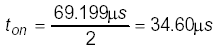 t_on = 69.199µs / 2 = 34.60µs